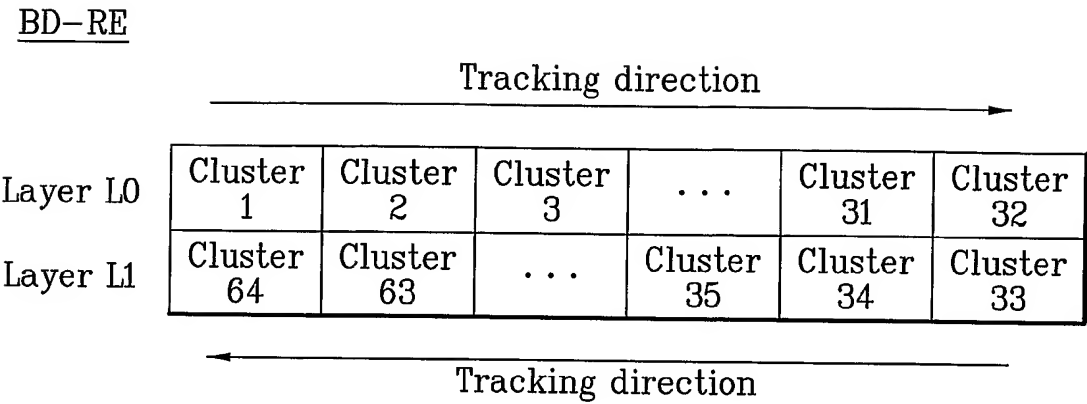 BD-RE
Tracking direction
Layer L0
Cluster 1
Cluster 2
Cluster 3
...
Cluster 31
Cluster 32
Layer L1
Cluster 64
Cluster 63
...
Cluster 35
Cluster 34
Cluster 33
Tracking direction